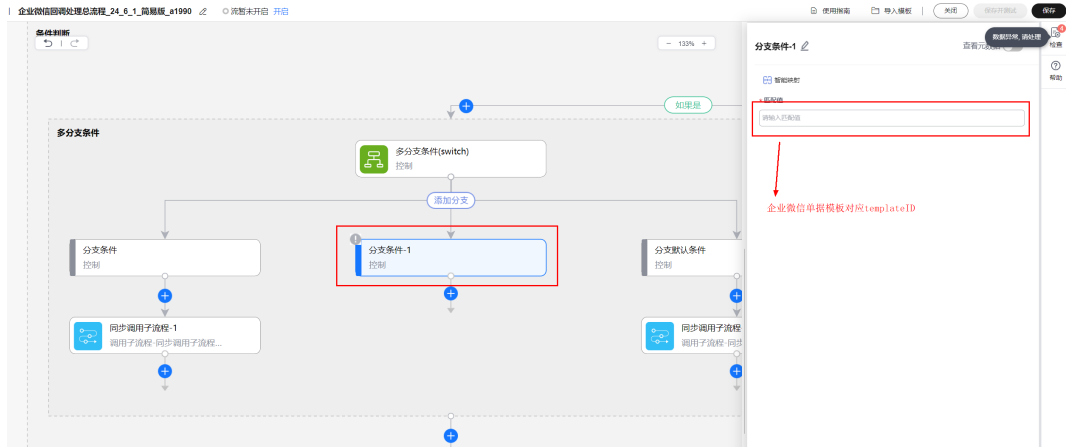 企业微信回调处理总流程_24_6_1_简易版_a1990
流暂未开启 开启
使用指南
导入模板
关闭
保存并测试
保存
条件判断
133%
分支条件-1
查看元数据
数据异常, 请处理
4
检查
帮助
智能映射
* 匹配值
请输入匹配值
如果是
多分支条件
多分支条件(switch)
控制
添加分支
企业微信单据模板对应templateID
分支条件
控制
分支条件-1
控制
分支默认条件
控制
同步调用子流程-1
调用子流程-同步调用子流程...
同步调用子流程
调用子流程-同步